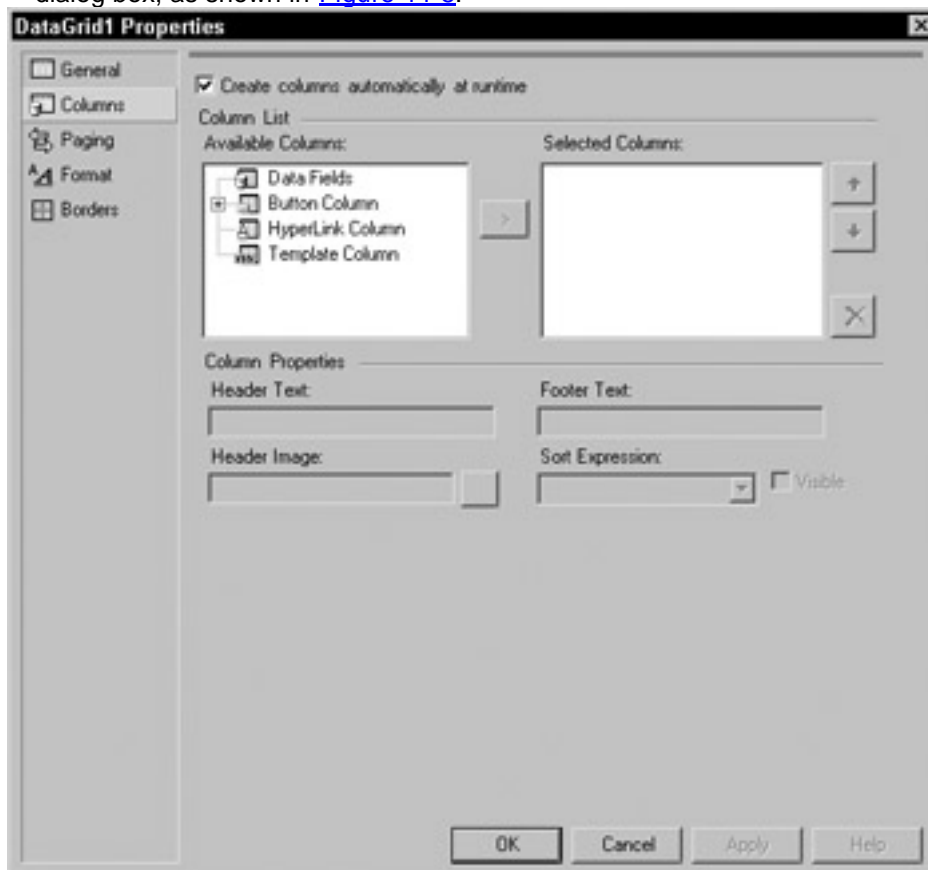 dialog box, as shown in
DataGrid1 Properties
General
Columns
Paging
Format
Borders
Create columns automatically at runtime
Column List
Available Columns:
Selected Columns:
Data Fields
Button Column
HyperLink Column
Template Column
>
Column Properties
Header Text:
Footer Text:
Header Image:
Sort Expression:
Visible
OK
Cancel
Apply
Help